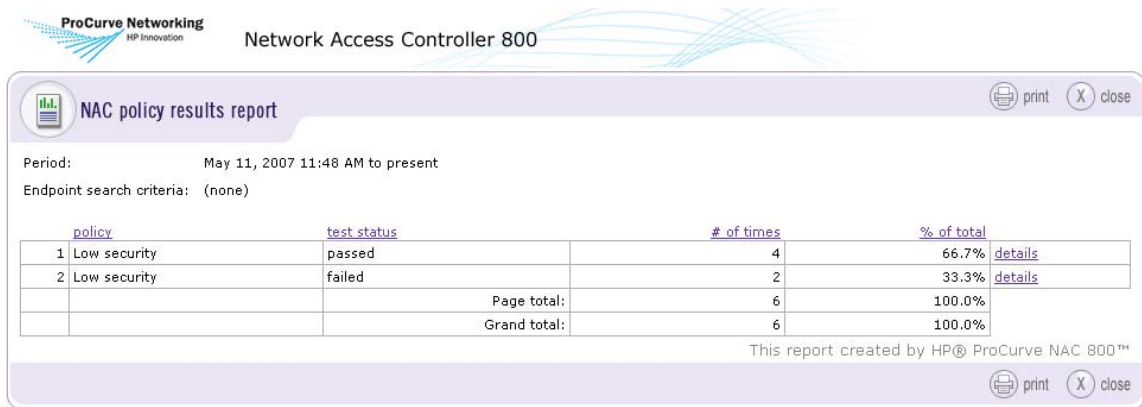 ProCurve Networking
HP Innovation
Network Access Controller 800
NAC policy results report
print X close
Period: May 11, 2007 11:48 AM to present
Endpoint search criteria: (none)
policy test status # of times % of total
1 Low security passed 4 66.7% details
2 Low security failed 2 33.3% details
Page total: 6 100.0%
Grand total: 6 100.0%
This report created by HP® ProCurve NAC 800™
print X close